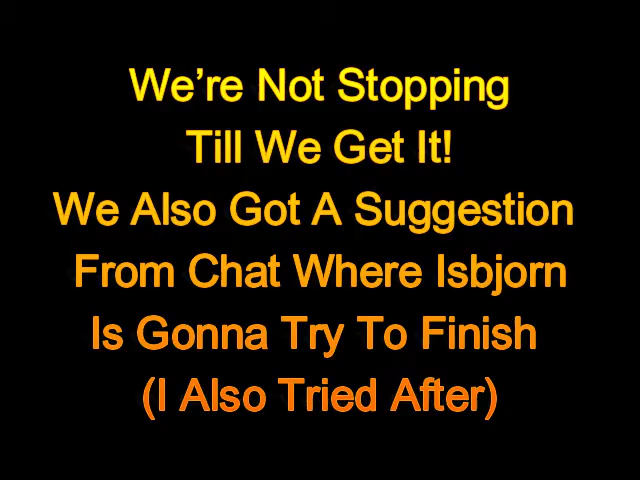 We’re Not Stopping
Till We Get It!
We Also Got A Suggestion
From Chat Where Isbjorn
Is Gonna Try To Finish
(I Also Tried After)